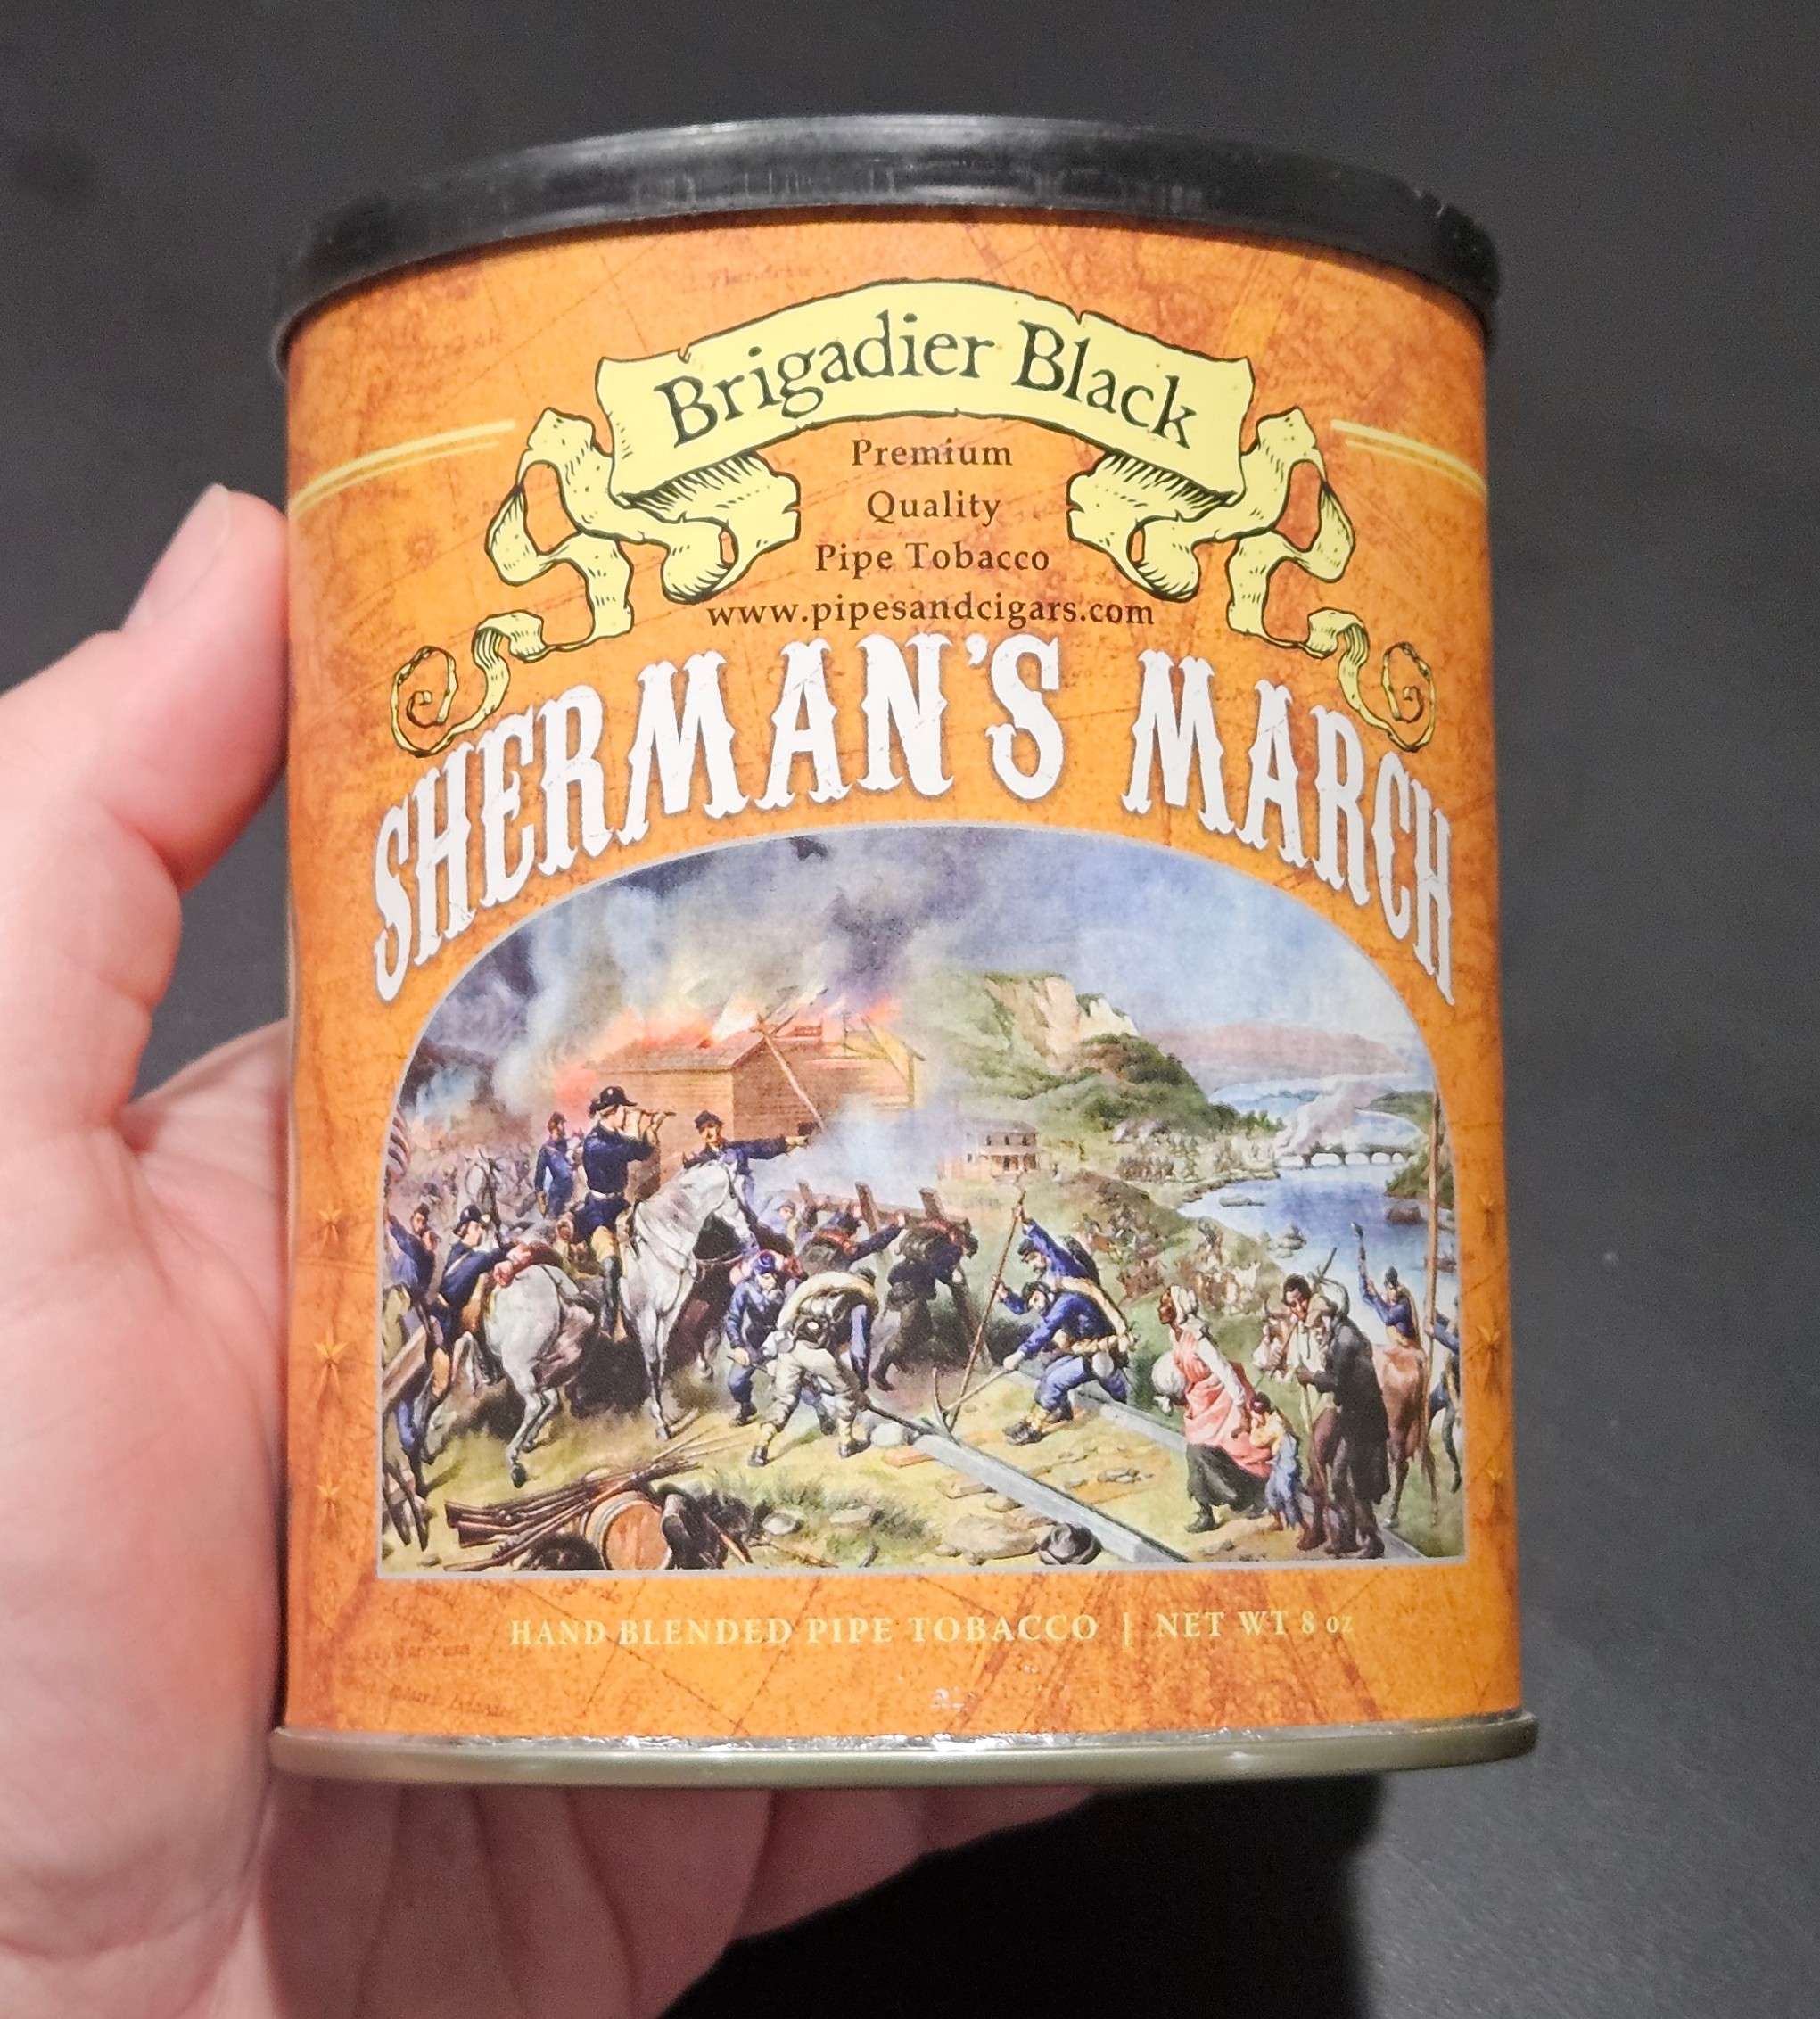 Brigadier Black
Premium
Quality
Pipe Tobacco
www.pipesandcigars.com
SHERMAN'S MARCH
HAND BLENDED PIPE TOBACCO | NET WT 8 oz